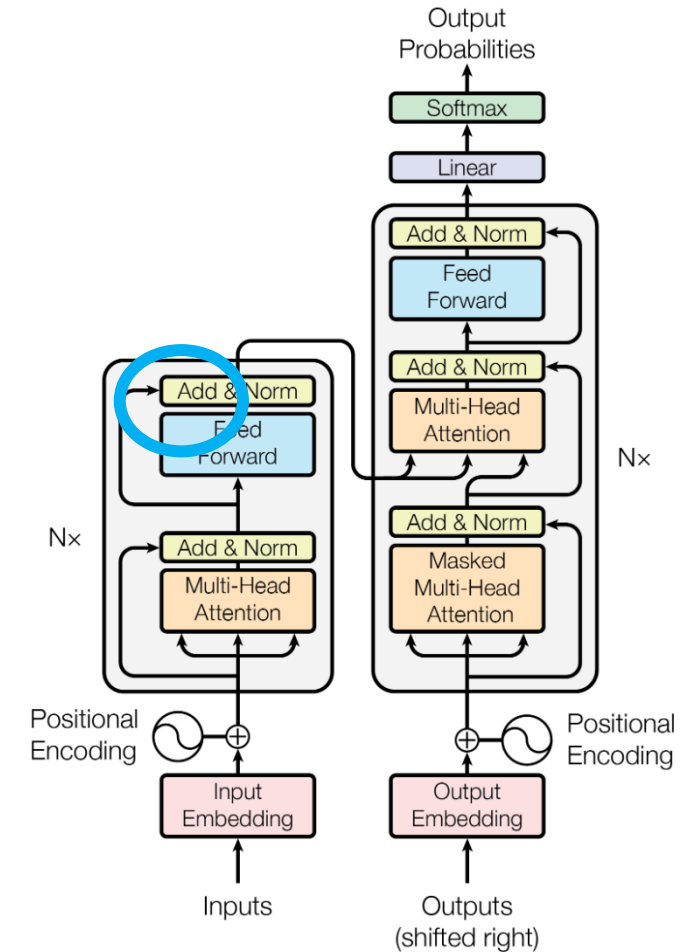 Output
Probabilities
Softmax
Linear
Add & Norm
Feed
Forward
Add & Norm
Multi-Head
Attention
Add & Norm
Masked
Multi-Head
Attention
Nx
Add & Norm
Feed
Forward
Add & Norm
Multi-Head
Attention
Nx
Positional
Encoding
Positional
Encoding
Input
Embedding
Output
Embedding
Inputs
Outputs
(shifted right)